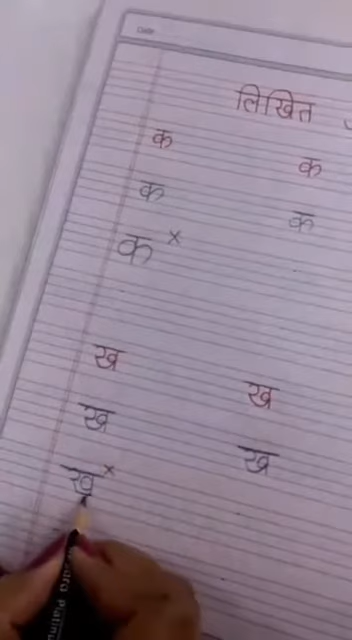 लिखित
क क
क क
क ×
ख ख
ख ख
ख ×